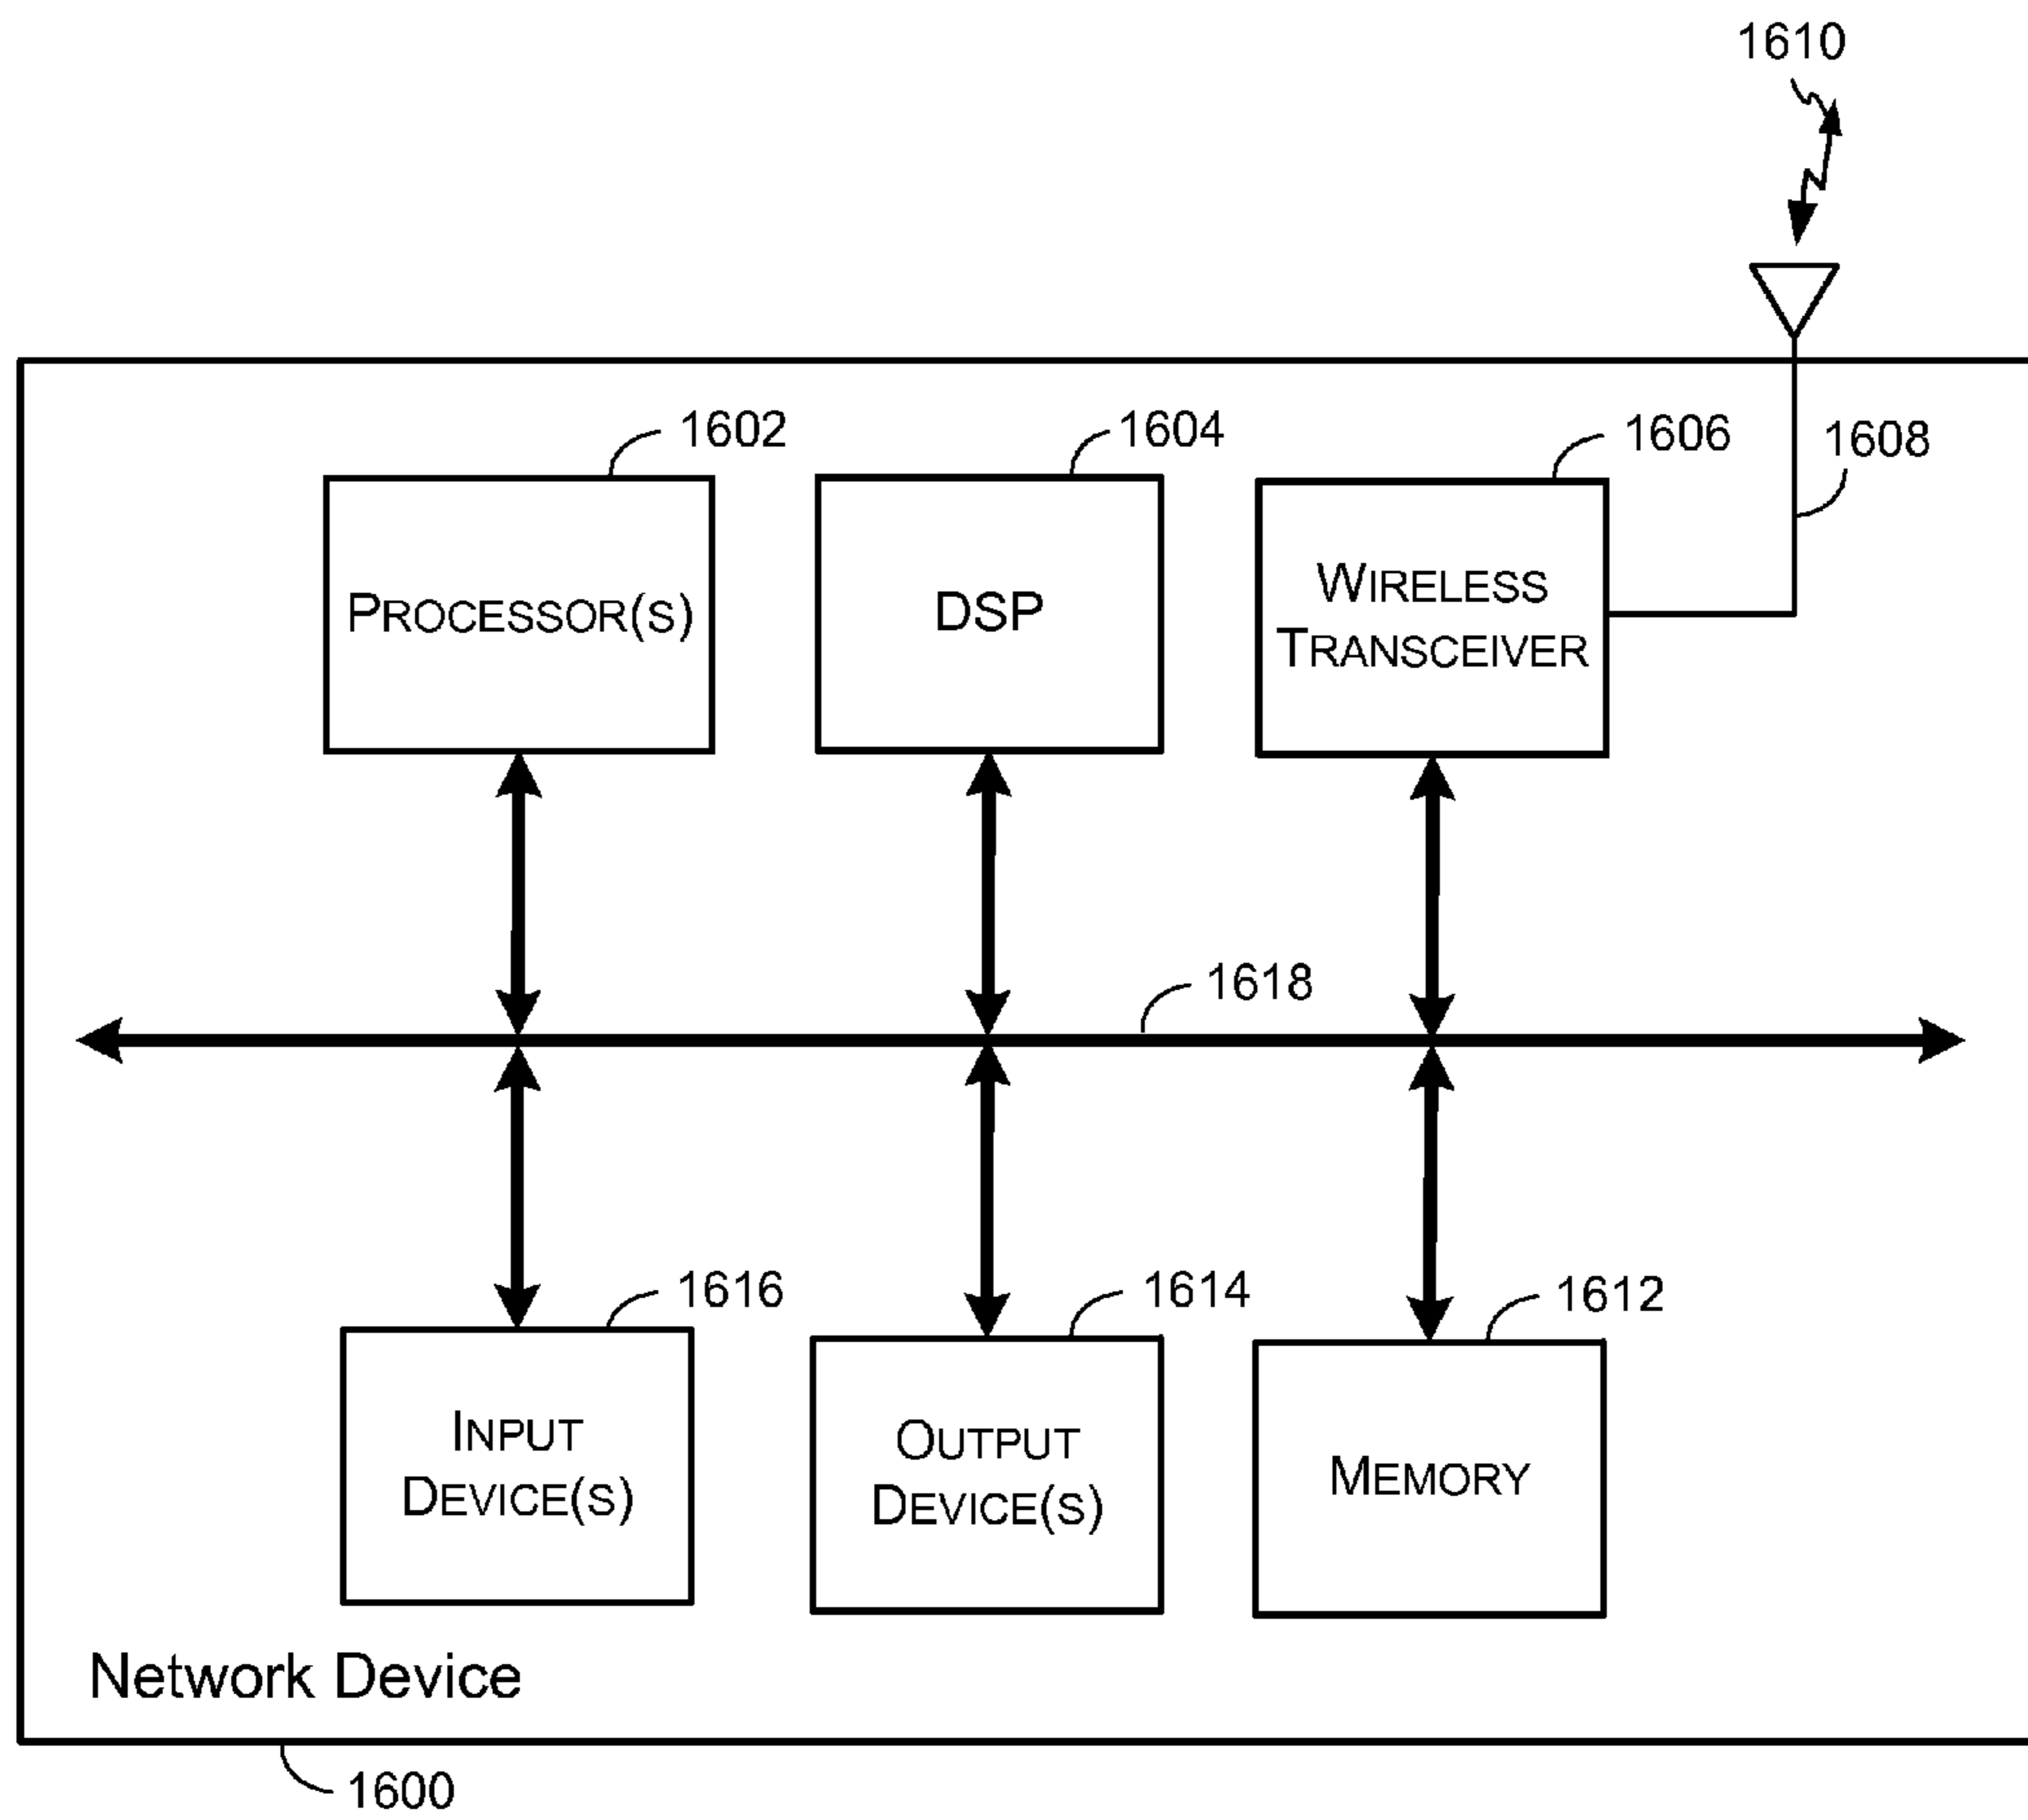 1610
1602
1604
1606
1608
PROCESSOR(S)
DSP
WIRELESS
TRANSCEIVER
1618
1616
1614
1612
INPUT
DEVICE(S)
OUTPUT
DEVICE(S)
MEMORY
Network Device
1600